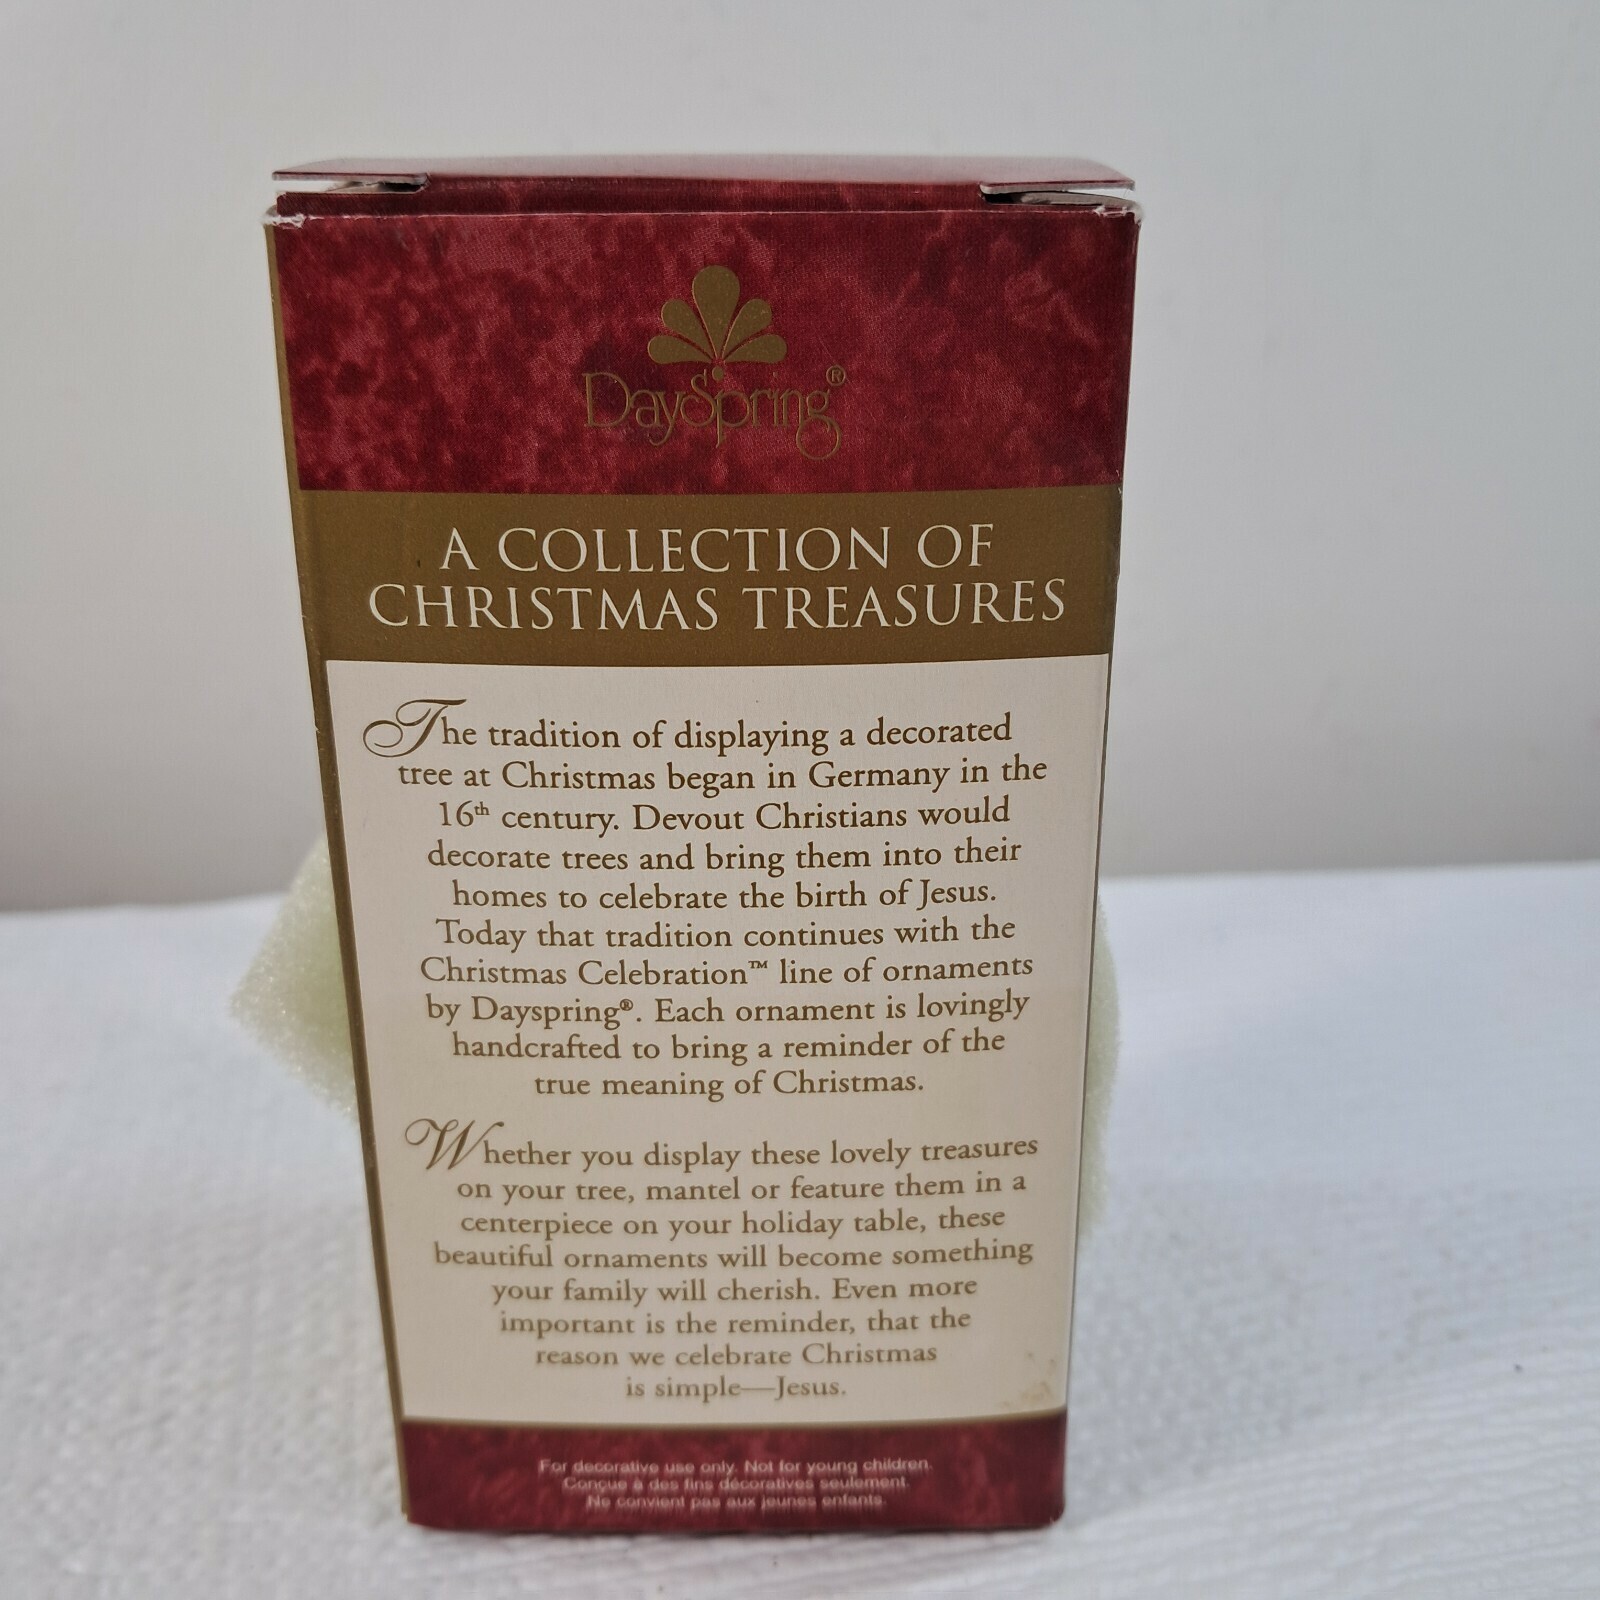 DaySpring®
A COLLECTION OF
CHRISTMAS TREASURES
The tradition of displaying a decorated
tree at Christmas began in Germany in the
16th century. Devout Christians would
decorate trees and bring them into their
homes to celebrate the birth of Jesus.
Today that tradition continues with the
Christmas Celebration™ line of ornaments
by Dayspring®. Each ornament is lovingly
handcrafted to bring a reminder of the
true meaning of Christmas.
Whether you display these lovely treasures
on your tree, mantel or feature them in a
centerpiece on your holiday table, these
beautiful ornaments will become something
your family will cherish. Even more
important is the reminder, that the
reason we celebrate Christmas
is simple—Jesus.
For decorative use only. Not for young children.
Conçue à des fins décoratives seulement.
Ne convient pas aux jeunes enfants.